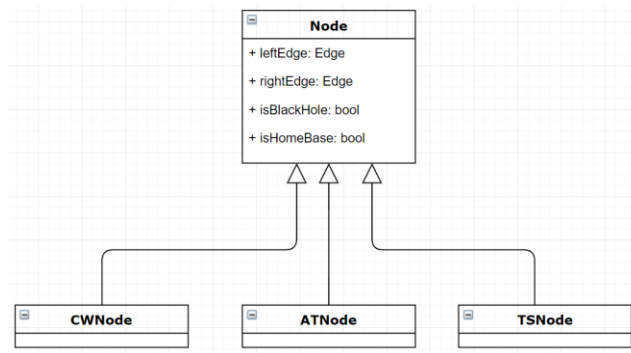 Node
+ leftEdge: Edge
+ rightEdge: Edge
+ isBlackHole: bool
+ isHomeBase: bool
CWNode
ATNode
TSNode